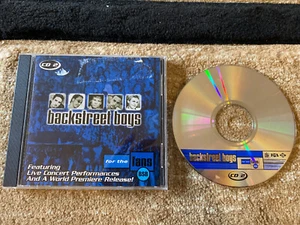 CD 2
backstreet boys
for the
fans
Featuring
Live Concert Performances
And A World Premiere Release!
backstreet boys
CD 2